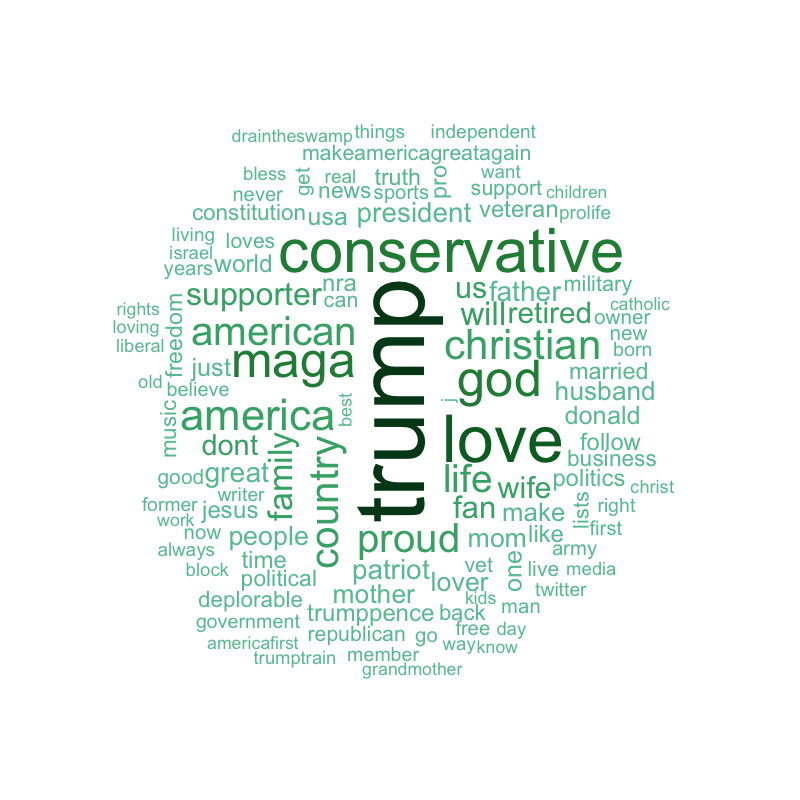 draintheswamp things independent
makeamericagreatagain
bless get real truth pro want
never news sports support children
constitution usa president veteran prolife
living loves conservative
israel
years world
supporter nra us father military
can catholic
rights freedom american trump will retired owner
loving new
liberal just maga christian born
old believe god married
best j husband
music america donald
dont love follow
family business
good great country life politics
writer wife christ
former jesus fan make lists right
work
now people proud mom like first
always time army
block political patriot lover vet one live media
deplorable mother kids twitter
government trumppence back man
americafirst republican go free day
trumptrain member way know
grandmother